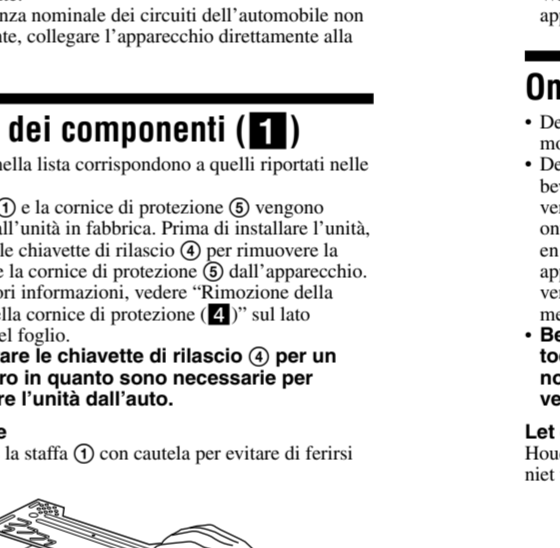 nza nominale dei circuiti dell'automobile non
nte, collegare l'apparecchio direttamente alla
dei componenti (1)
nella lista corrispondono a quelli riportati nelle
① e la cornice di protezione ⑤ vengono
all'unità in fabbrica. Prima di installare l'unità,
le chiavette di rilascio ④ per rimuovere la
e la cornice di protezione ⑤ dall'apparecchio.
ori informazioni, vedere “Rimozione della
ella cornice di protezione (4)” sul lato
el foglio.
are le chiavette di rilascio ④ per un
ro in quanto sono necessarie per
re l'unità dall'auto.
e
la staffa ① con cautela per evitare di ferirsi
ap
On
• De
mo
• De
be
ve
on
en
ap
ve
me
• Be
to
no
ve
Let
Hou
niet